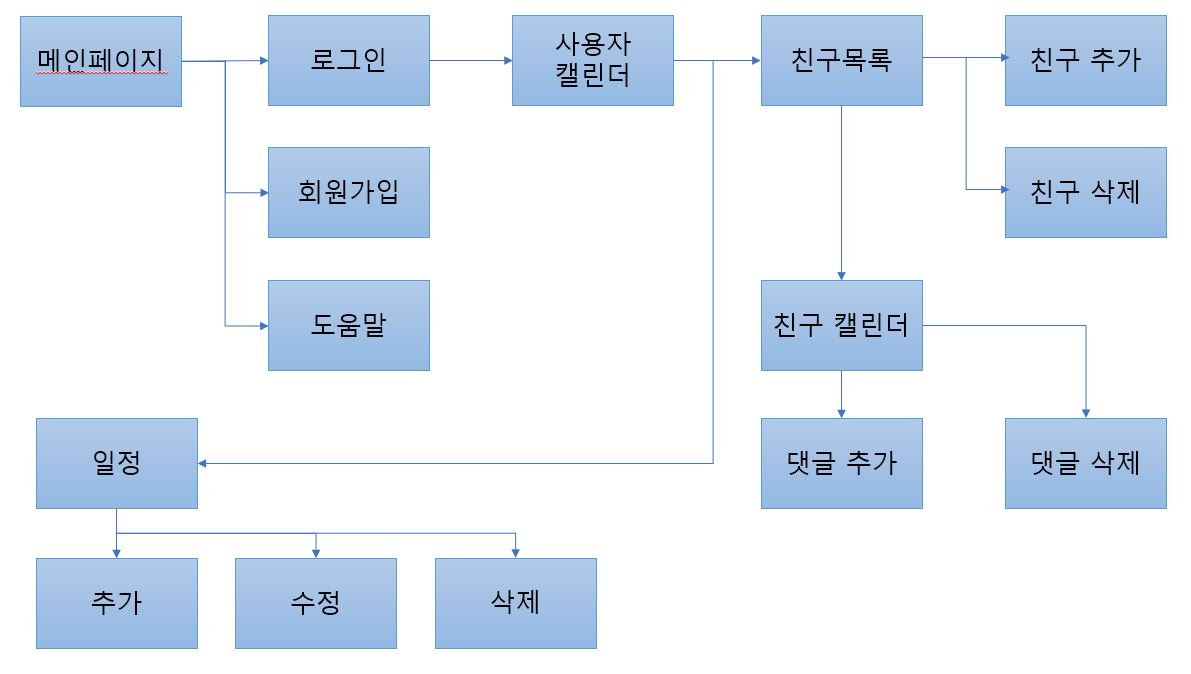 메인페이지
로그인
사용자
캘린더
친구목록
친구 추가
회원가입
친구 삭제
도움말
친구 캘린더
일정
댓글 추가
댓글 삭제
추가
수정
삭제